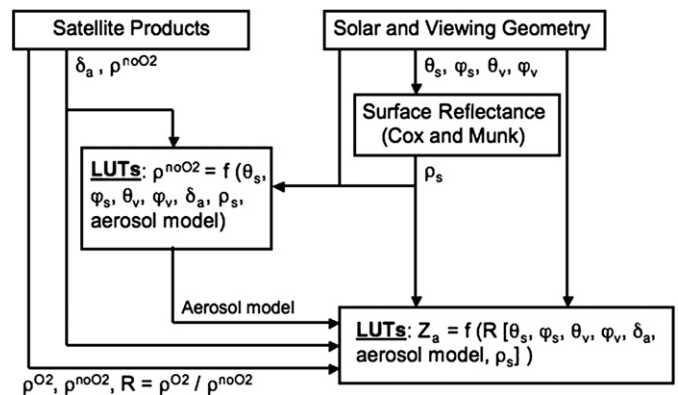 Satellite Products
Solar and Viewing Geometry
δₐ , ρⁿᵒᴼ²
θₛ, φₛ, θᵥ, φᵥ
Surface Reflectance
(Cox and Munk)
LUTs: ρⁿᵒᴼ² = f (θₛ,
φₛ, θᵥ, φᵥ, δₐ, ρₛ,
aerosol model)
ρₛ
Aerosol model
LUTs: Zₐ = f (R [θₛ, φₛ, θᵥ, φᵥ, δₐ,
aerosol model, ρₛ] )
ρᴼ², ρⁿᵒᴼ², R = ρᴼ² / ρⁿᵒᴼ²